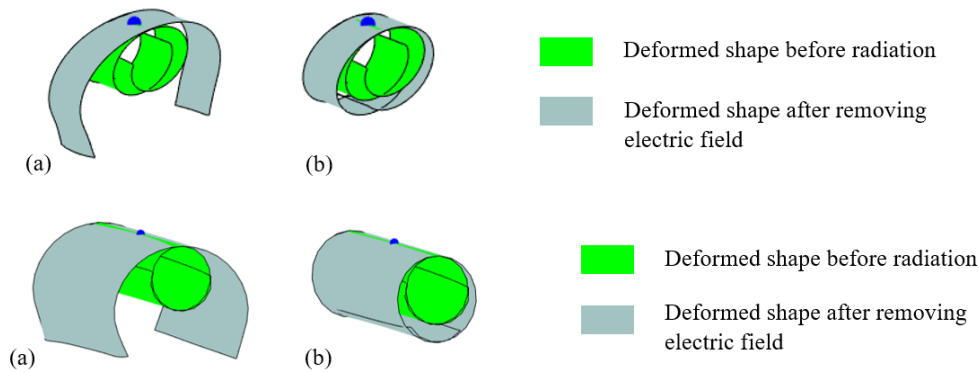 Deformed shape before radiation
Deformed shape after removing
electric field
(a)
(b)
Deformed shape before radiation
Deformed shape after removing
electric field
(a)
(b)